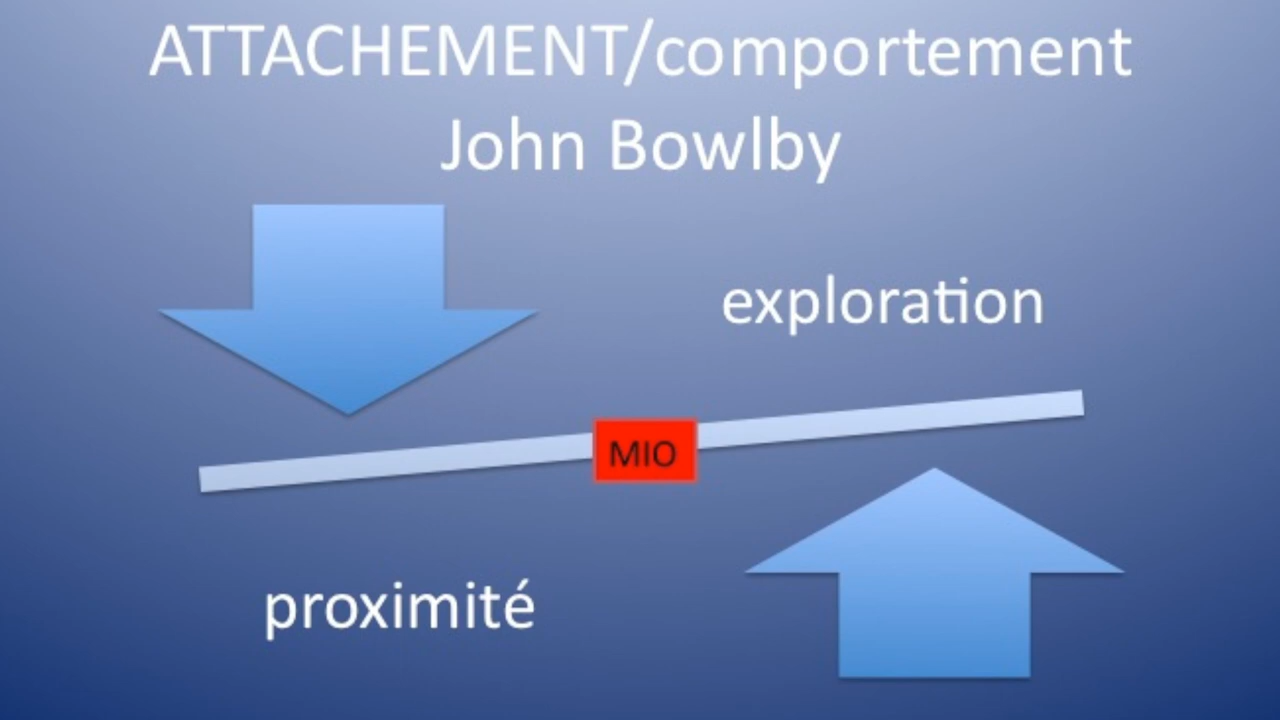 ATTACHEMENT/comportement
John Bowlby
exploration
MIO
proximité